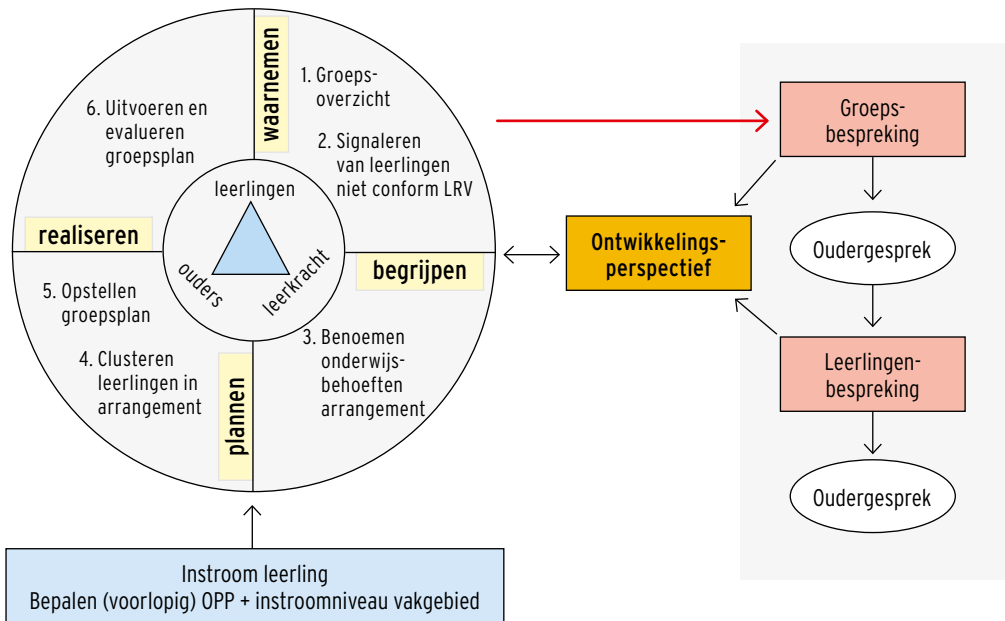 waarnemen
1. Groeps-
overzicht
2. Signaleren
van leerlingen
niet conform LRV
begrijpen
3. Benoemen
onderwijs-
behoeften
arrangement
plannen
4. Clusteren
leerlingen in
arrangement
5. Opstellen
groepsplan
realiseren
6. Uitvoeren en
evalueren
groepsplan
leerlingen
ouders
leerkracht
Instroom leerling
Bepalen (voorlopig) OPP + instroomniveau vakgebied
Ontwikkelings-
perspectief
Groeps-
bespreking
Oudergesprek
Leerlingen-
bespreking
Oudergesprek